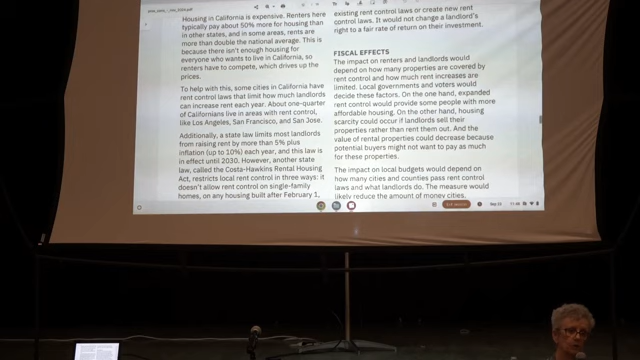 Housing in California is expensive. Renters here
typically pay about 50% more for housing than
in other states, and in some areas, rents are
more than double the national average. This is
because there isn't enough housing for
everyone who wants to live in California, so
renters have to compete, which drives up the
prices.
To help with this, some cities in California have
rent control laws that limit how much landlords
can increase rent each year. About one-quarter
of Californians live in areas with rent control,
like Los Angeles, San Francisco, and San Jose.
Additionally, a state law limits most landlords
from raising rent by more than 5% plus
inflation (up to 10%) each year, and this law is
in effect until 2030. However, another state
law, called the Costa-Hawkins Rental Housing
Act, restricts local rent control in three ways: it
doesn't allow rent control on single-family
homes, on any housing built after February 1,
existing rent control laws or create new rent
control laws. It would not change a landlord's
right to a fair rate of return on their investment.
FISCAL EFFECTS
The impact on renters and landlords would
depend on how many properties are covered by
rent control and how much rent increases are
limited. Local governments and voters would
decide these factors. On the one hand, expanded
rent control would provide some people with more
affordable housing. On the other hand, housing
scarcity could occur if landlords sell their
properties rather than rent them out. And the
value of rental properties could decrease because
potential buyers might not want to pay as much
for these properties.
The impact on local budgets would depend on
how many cities and counties pass rent control
laws and what landlords do. The measure would
likely reduce the amount of money cities,